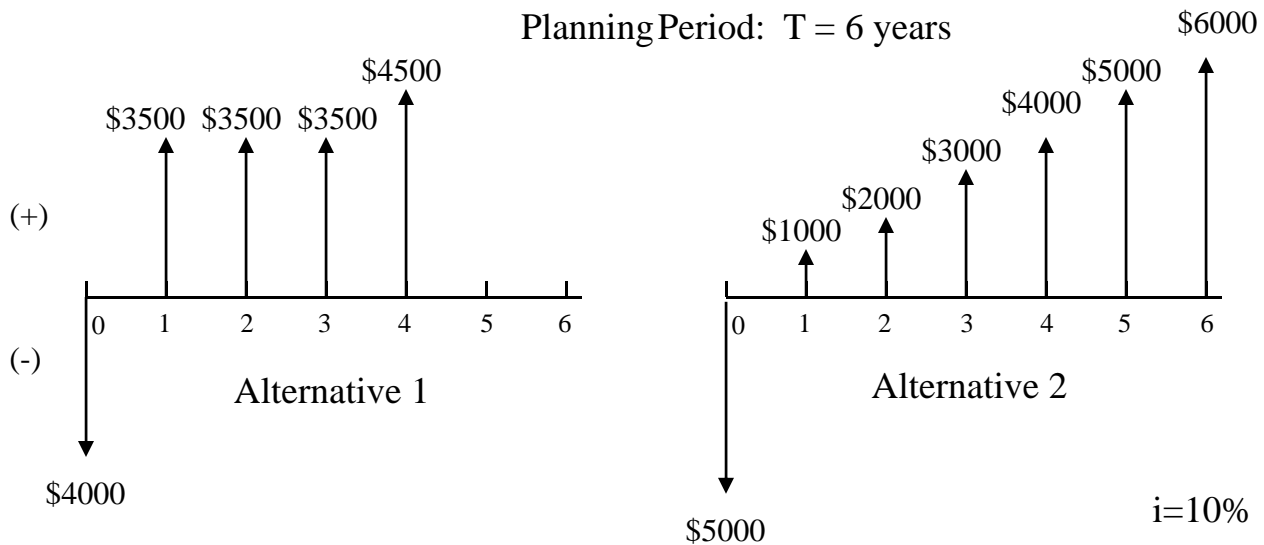 Planning Period: T = 6 years
$6000
$4500
$5000
$3500 $3500 $3500
$4000
$3000
$2000
$1000
(+)
0 1 2 3 4 5 6
0 1 2 3 4 5 6
(-)
Alternative 1
Alternative 2
$4000
$5000
i=10%